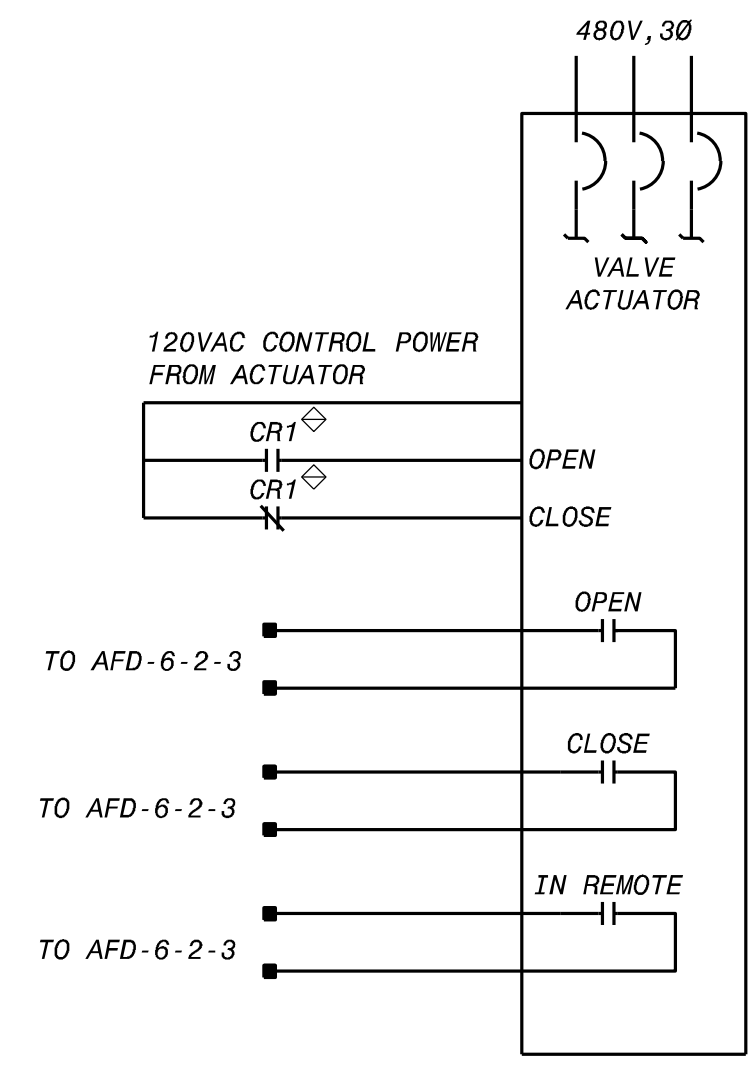 480V,3Ø
VALVE
ACTUATOR
120VAC CONTROL POWER
FROM ACTUATOR
CR1
OPEN
CR1
CLOSE
OPEN
TO AFD-6-2-3
CLOSE
TO AFD-6-2-3
IN REMOTE
TO AFD-6-2-3